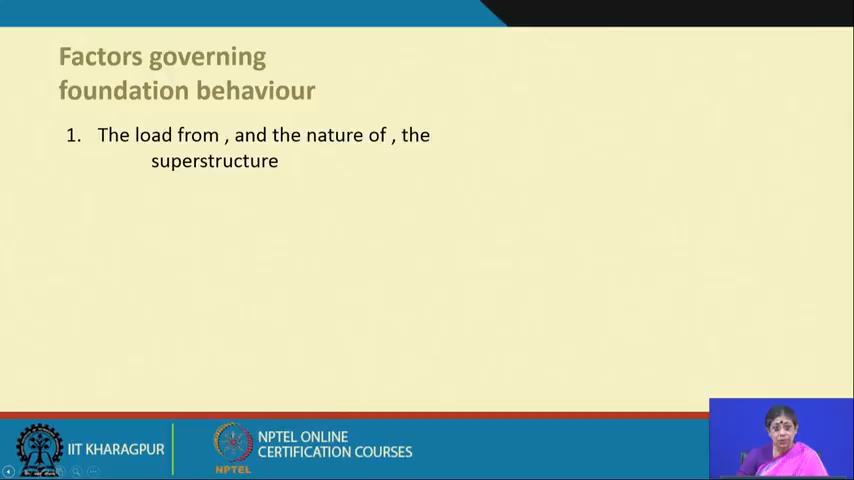 Factors governing
foundation behaviour
1. The load from , and the nature of , the
superstructure
IIT KHARAGPUR
NPTEL
NPTEL ONLINE
CERTIFICATION COURSES